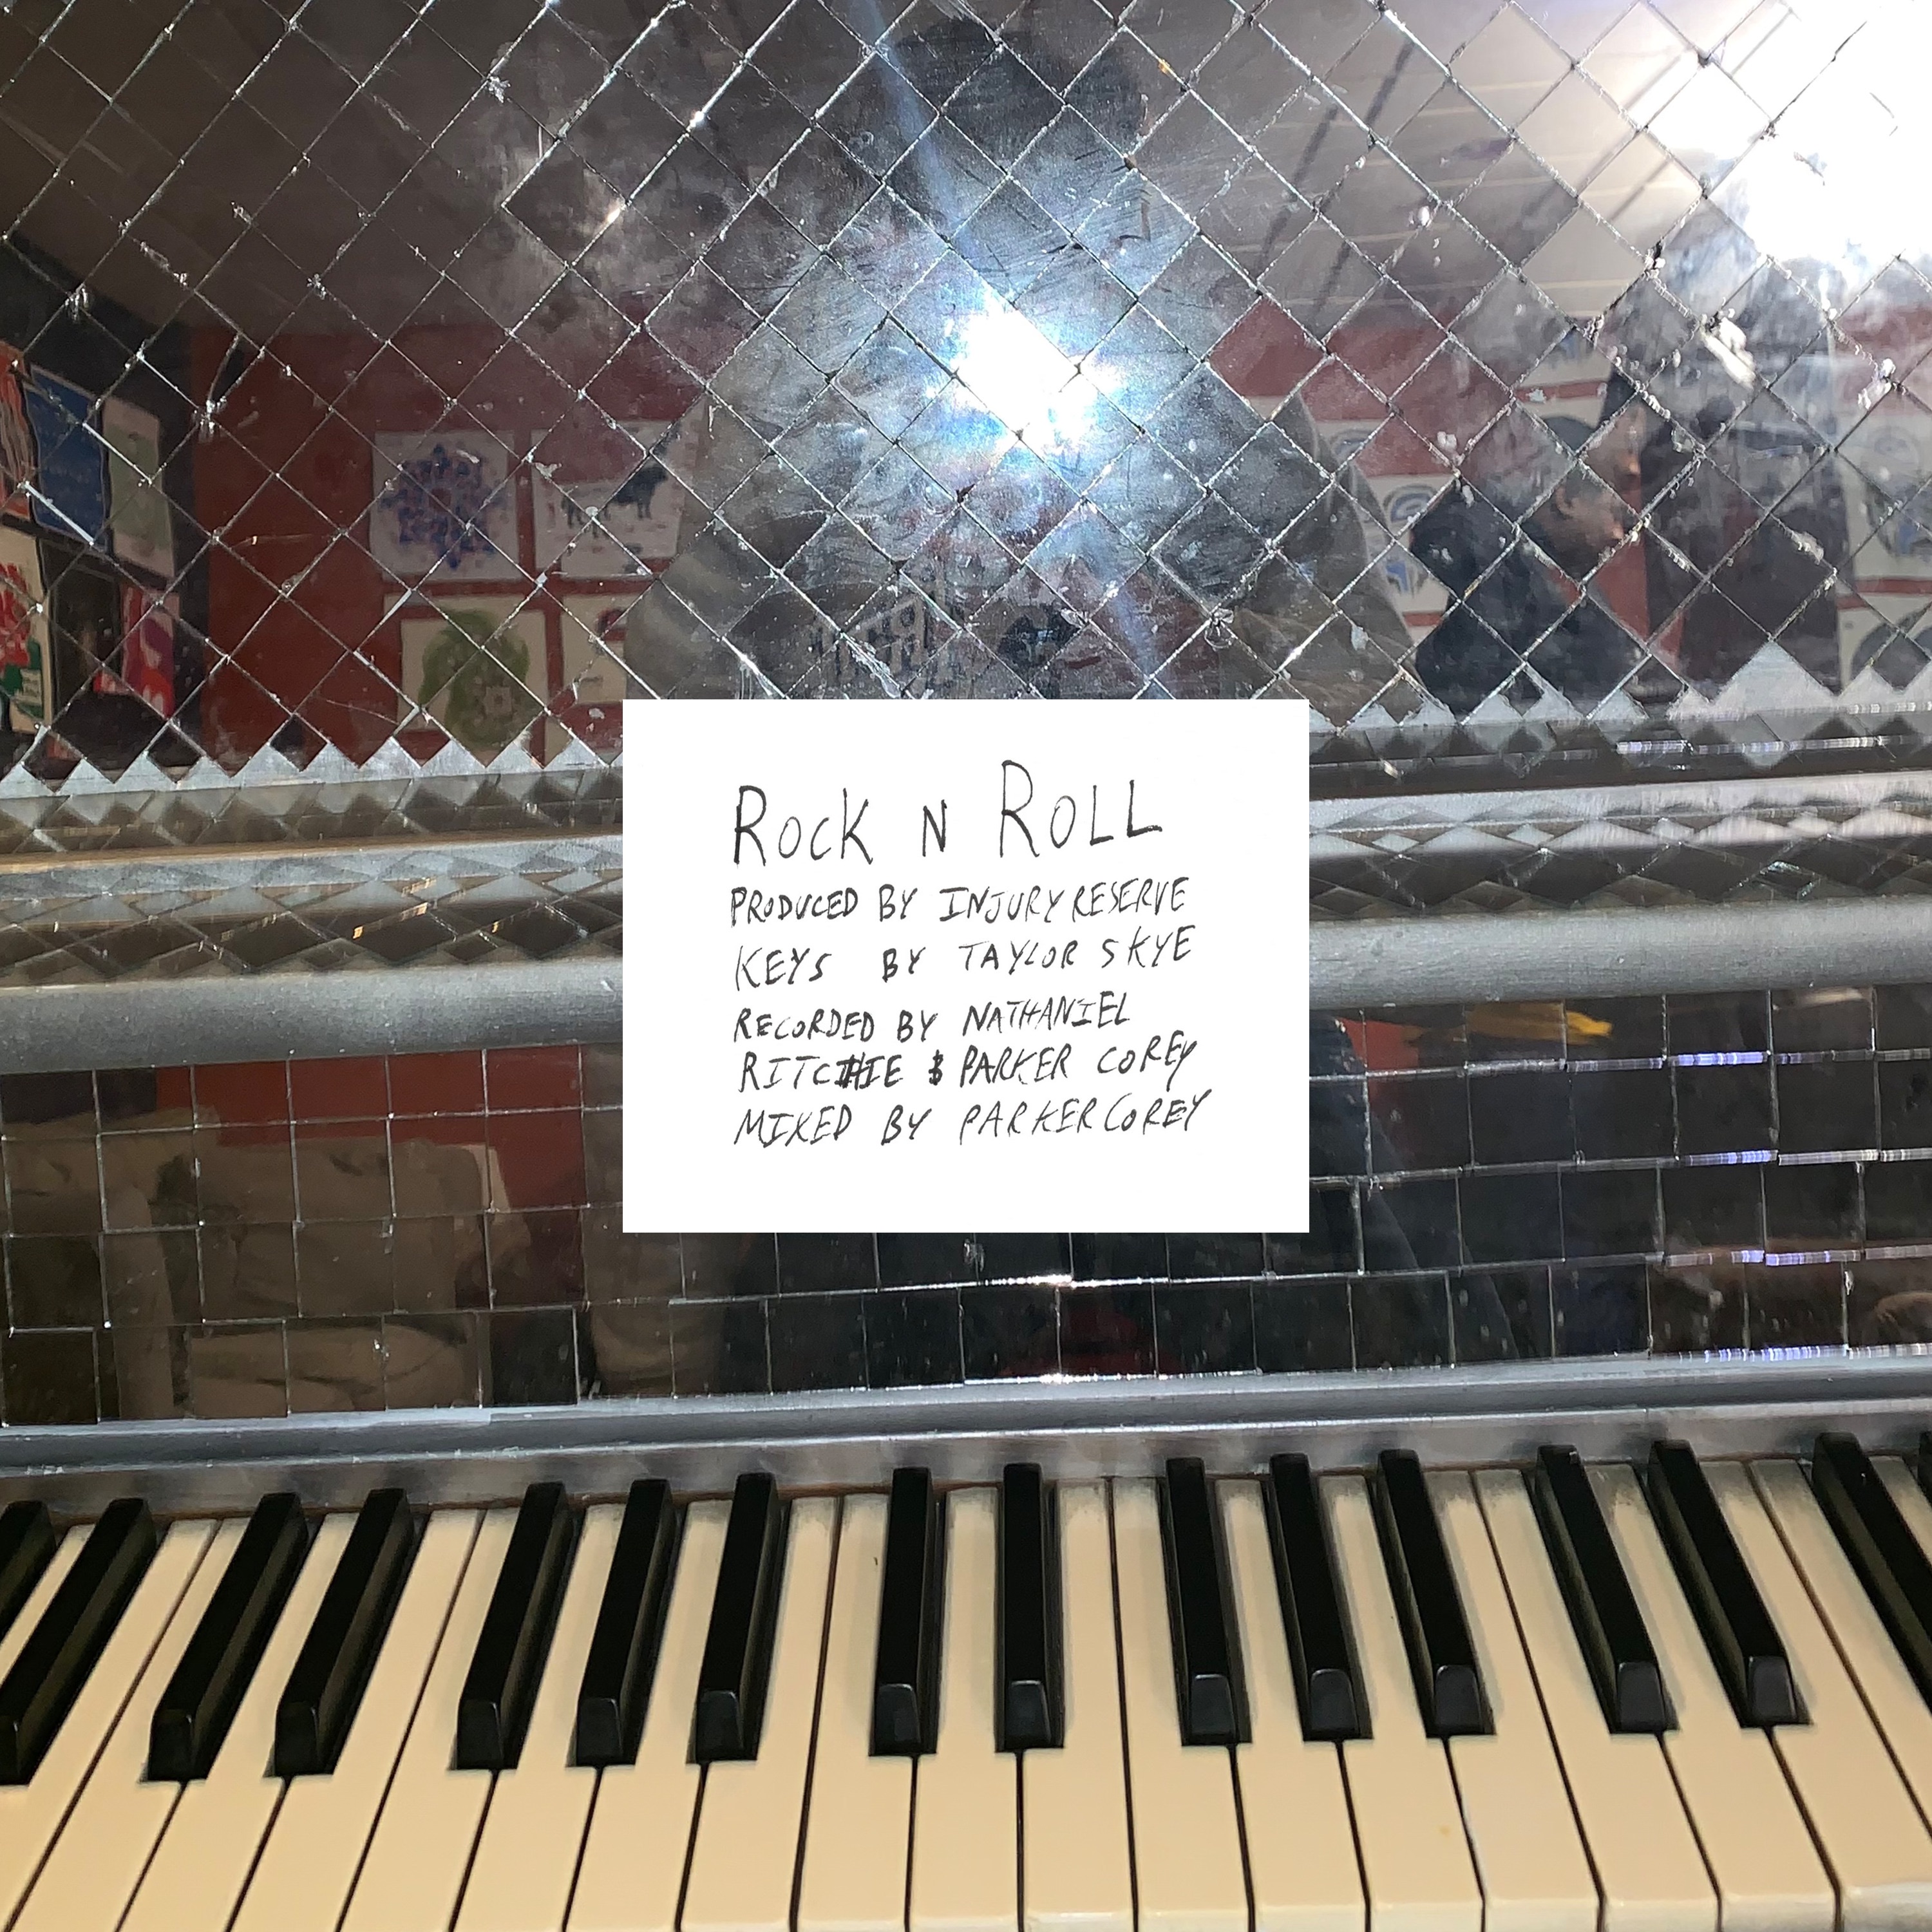 ROCK N ROLL
PRODUCED BY INJURY RESERVE
KEYS BY TAYLOR SKYE
RECORDED BY NATHANIEL
RITCHIE & PARKER COREY
MIXED BY PARKER COREY